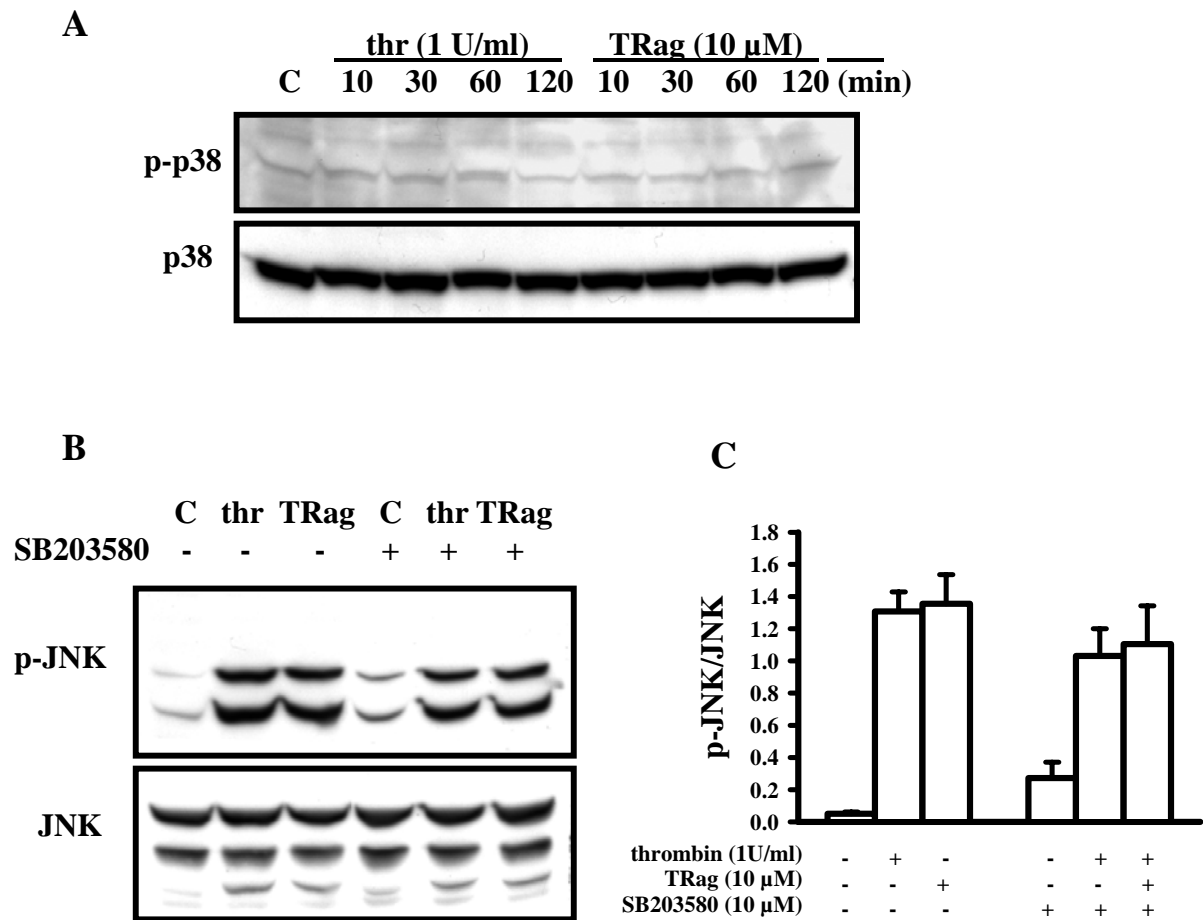 A
thr (1 U/ml) TRag (10 µM)
C 10 30 60 120 10 30 60 120 (min)
p-p38
p38
B
C thr TRag C thr TRag
SB203580 - - - + + +
p-JNK
JNK
C
p-JNK/JNK
1.8
1.6
1.4
1.2
1.0
0.8
0.6
0.4
0.2
0.0
thrombin (1U/ml) - + - - + +
TRag (10 µM) - - + - - +
SB203580 (10 µM) - - - + + +